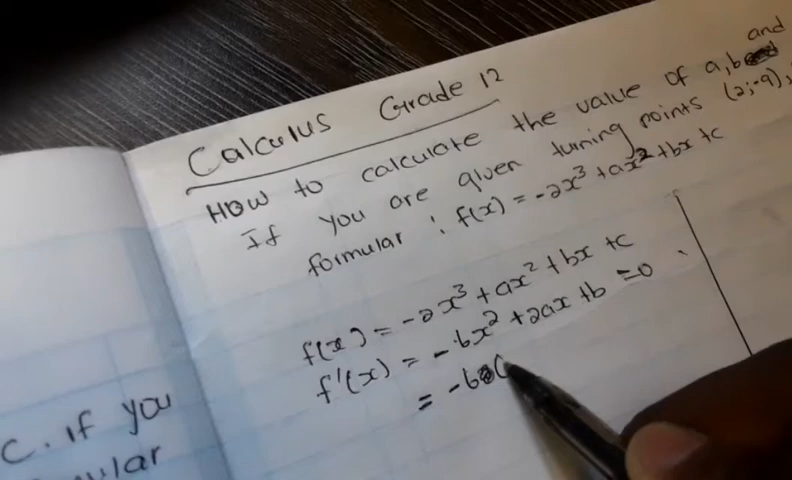 Calculus Grade 12
How to calculate the value of a,b and
If you are given turning points (2;-9),
formular : f(x) = -2x³ + ax² + bx + c
f(x) = -2x³ + ax² + bx + c
f'(x) = -6x² + 2ax + b = 0
= -6(
C. If you